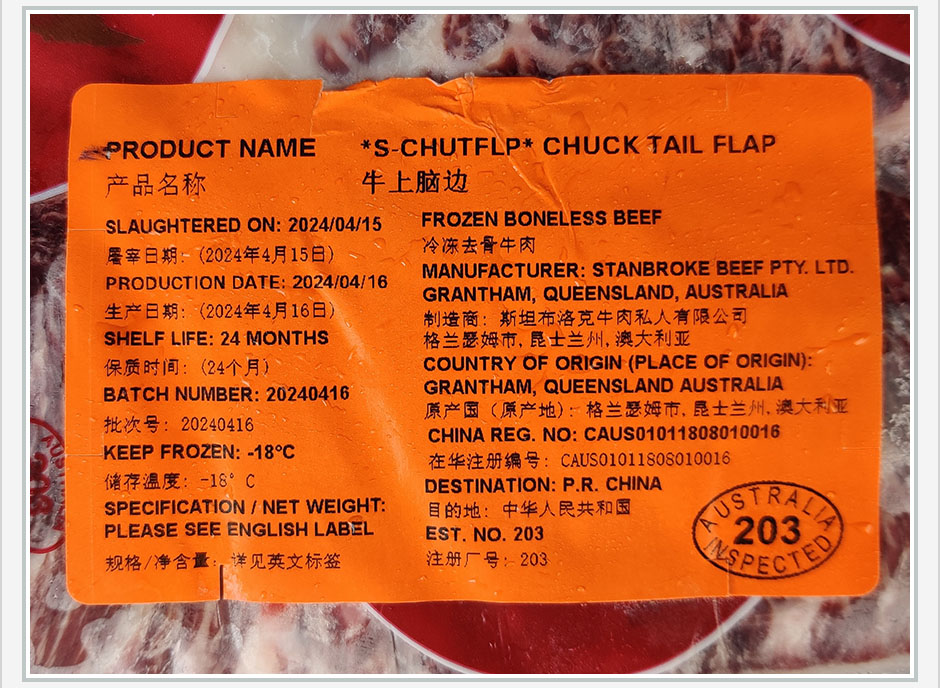 PRODUCT NAME
产品名称
*S-CHUTFLP* CHUCK TAIL FLAP
牛上脑边
SLAUGHTERED ON: 2024/04/15
屠宰日期: (2024年4月15日)
PRODUCTION DATE: 2024/04/16
生产日期: (2024年4月16日)
SHELF LIFE: 24 MONTHS
保质时间: (24个月)
BATCH NUMBER: 20240416
批次号: 20240416
KEEP FROZEN: -18°C
储存温度: -18° C
SPECIFICATION / NET WEIGHT:
PLEASE SEE ENGLISH LABEL
规格/净含量: 详见英文标签
FROZEN BONELESS BEEF
冷冻去骨牛肉
MANUFACTURER: STANBROKE BEEF PTY. LTD.
GRANTHAM, QUEENSLAND, AUSTRALIA
制造商: 斯坦布洛克牛肉私人有限公司
格兰瑟姆市, 昆士兰州, 澳大利亚
COUNTRY OF ORIGIN (PLACE OF ORIGIN):
GRANTHAM, QUEENSLAND AUSTRALIA
原产国 (原产地): 格兰瑟姆市, 昆士兰州, 澳大利亚
CHINA REG. NO: CAUS01011808010016
在华注册编号: CAUS01011808010016
DESTINATION: P.R. CHINA
目的地: 中华人民共和国
EST. NO. 203
注册厂号: 203
AUSTRALIA
203
INSPECTED